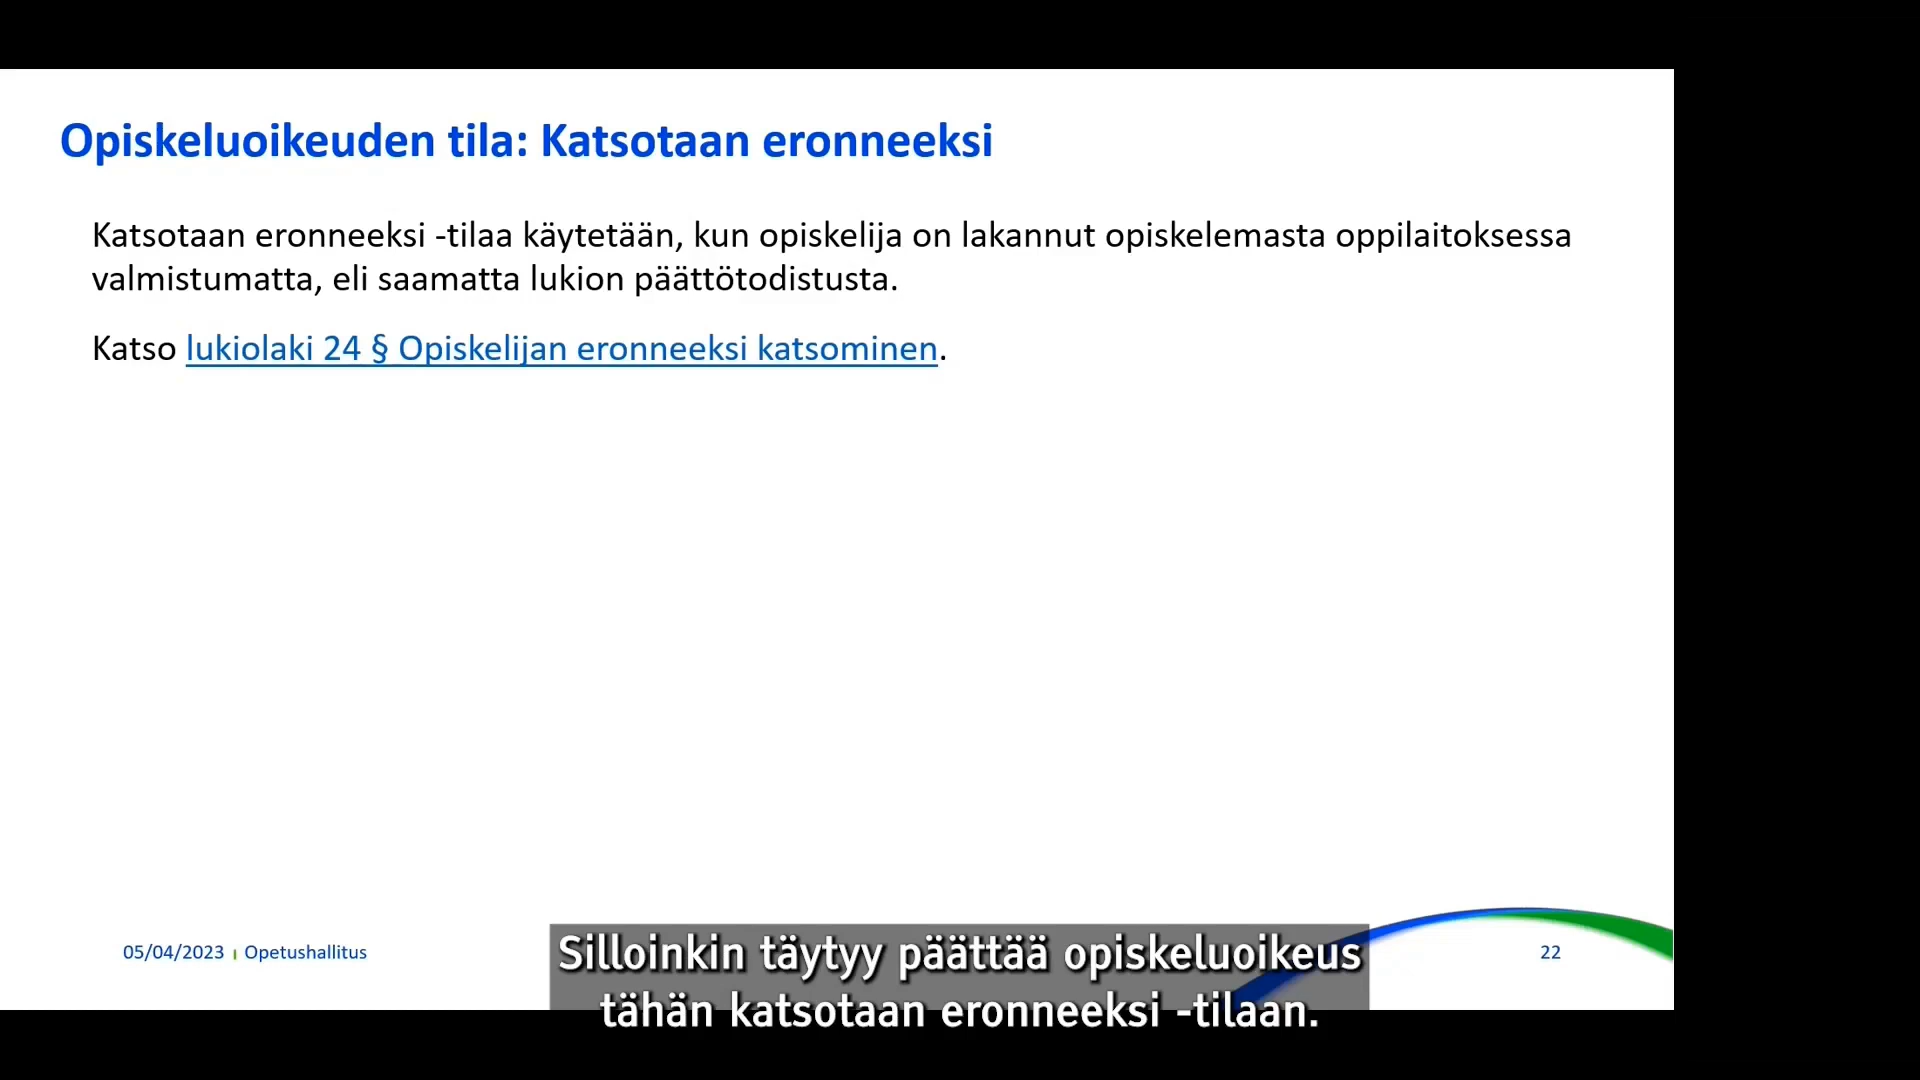 Opiskeluoikeuden tila: Katsotaan eronneeksi
Katsotaan eronneeksi -tilaa käytetään, kun opiskelija on lakannut opiskelemasta oppilaitoksessa
valmistumatta, eli saamatta lukion päättötodistusta.
Katso lukiolaki 24 § Opiskelijan eronneeksi katsominen.
05/04/2023 | Opetushallitus
22
Silloinkin täytyy päättää opiskeluoikeus
tähän katsotaan eronneeksi -tilaan.